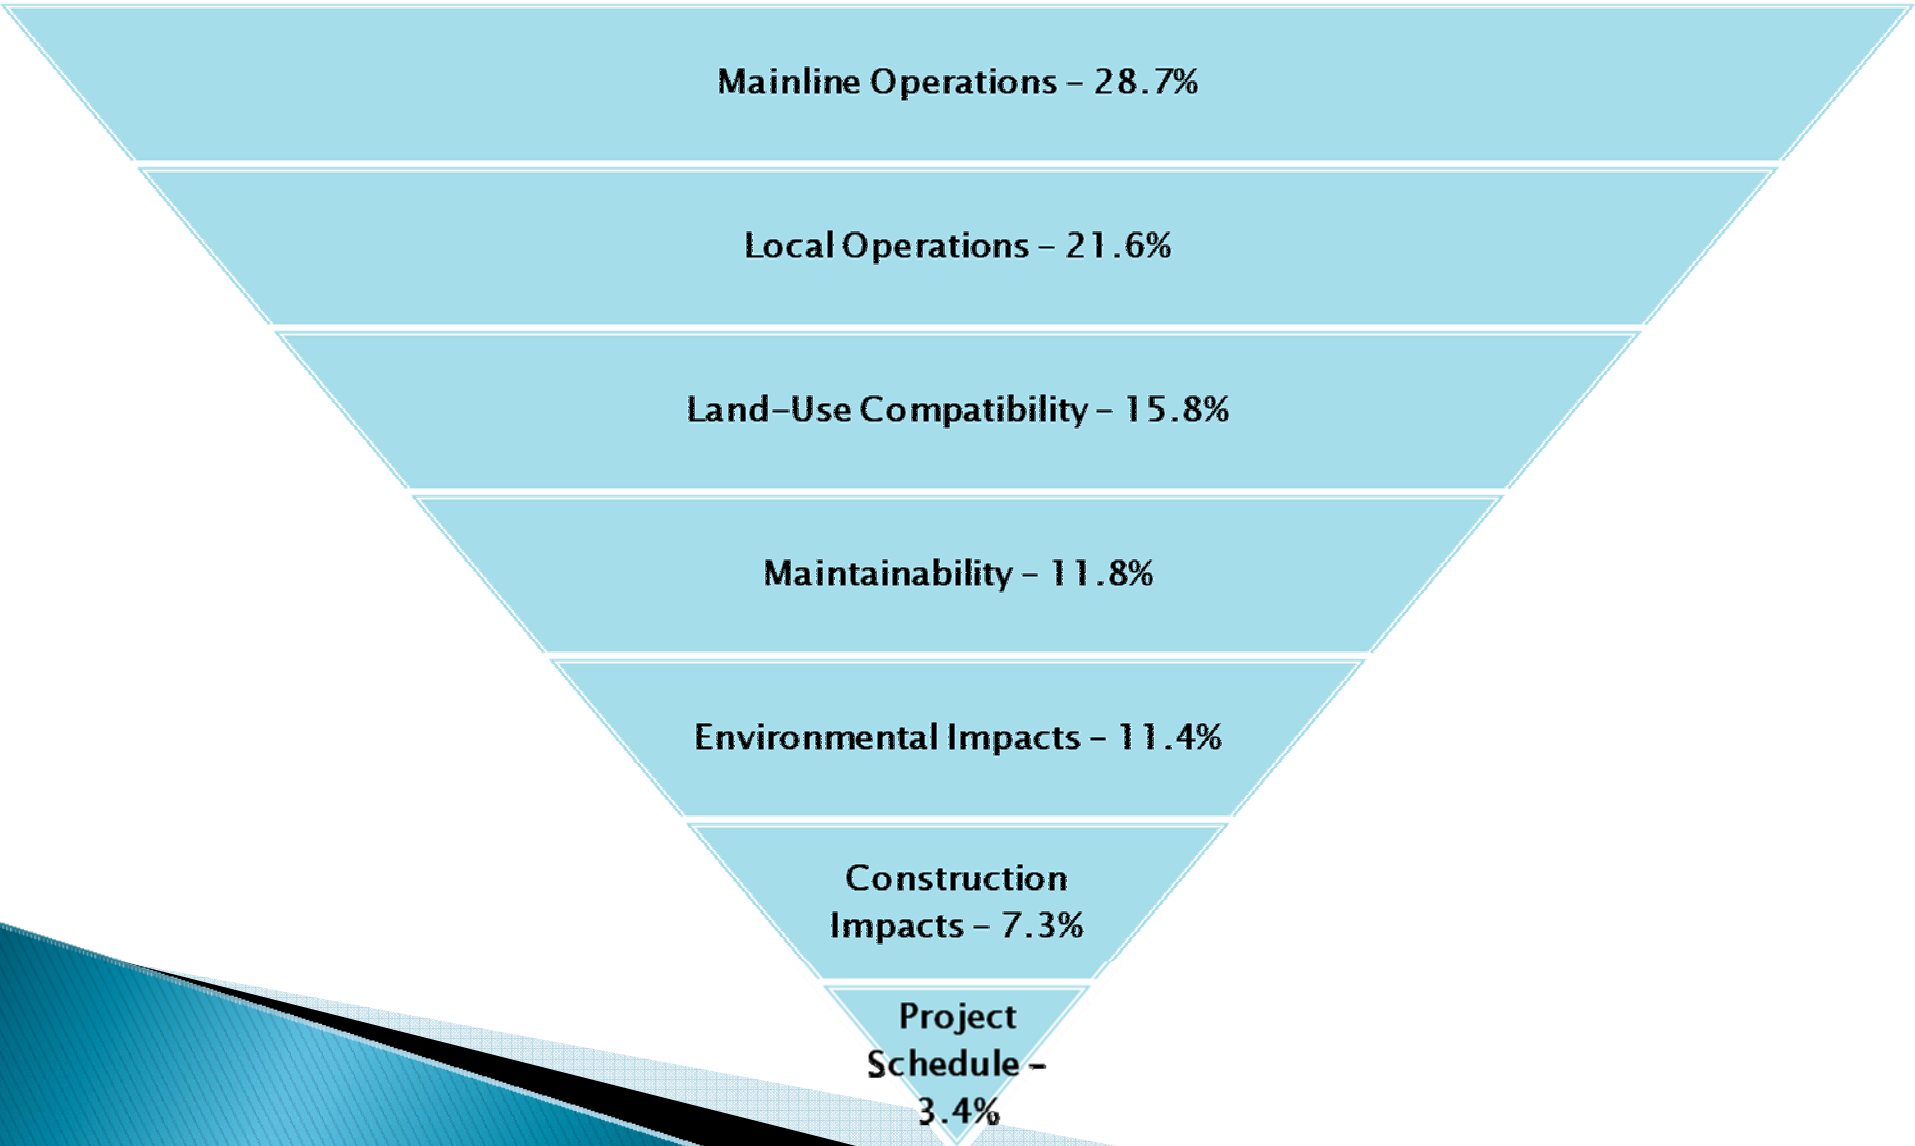 Mainline Operations – 28.7%
Local Operations – 21.6%
Land-Use Compatibility – 15.8%
Maintainability – 11.8%
Environmental Impacts – 11.4%
Construction
Impacts – 7.3%
Project
Schedule –
3.4%